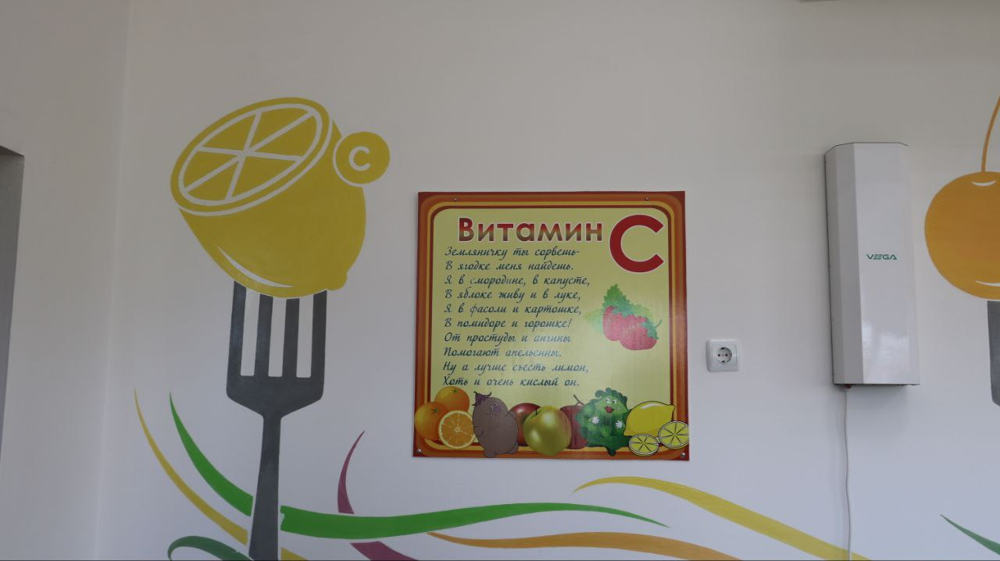 C
Витамин C
Земляничку ты сорвешь-
В ягодке меня найдешь.
Я в смородине, в капусте,
В яблоке живу и в луке,
Я в фасоли и картошке,
В помидоре и горошке!
От простуды и ангины
Помогают апельсины.
Ну а лучше съесть лимон,
Хоть и очень кислый он.
VEGA